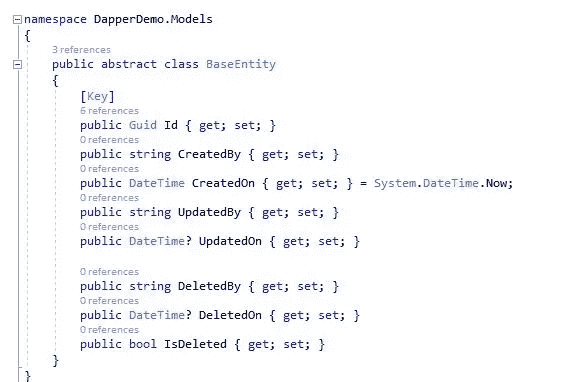 namespace DapperDemo.Models
{
3 references
public abstract class BaseEntity
{
[Key]
6 references
public Guid Id { get; set; }
0 references
public string CreatedBy { get; set; }
0 references
public DateTime CreatedOn { get; set; } = System.DateTime.Now;
0 references
public string UpdatedBy { get; set; }
0 references
public DateTime? UpdatedOn { get; set; }
0 references
public string DeletedBy { get; set; }
0 references
public DateTime? DeletedOn { get; set; }
0 references
public bool IsDeleted { get; set; }
}
}